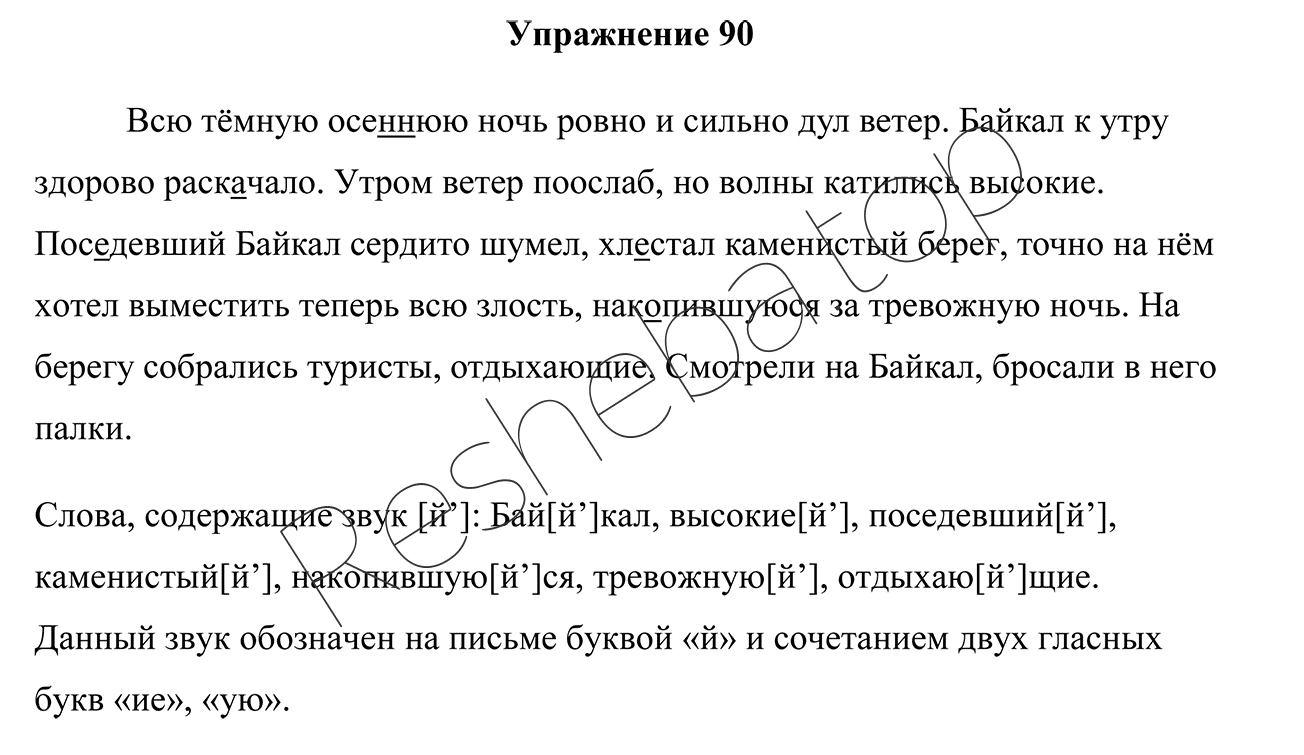 Упражнение 90
Всю тёмную осеннюю ночь ровно и сильно дул ветер. Байкал к утру
здорово раскачало. Утром ветер поослаб, но волны катились высокие.
Поседевший Байкал сердито шумел, хлестал каменистый берег, точно на нём
хотел выместить теперь всю злость, накопившуюся за тревожную ночь. На
берегу собрались туристы, отдыхающие. Смотрели на Байкал, бросали в него
палки.
Слова, содержащие звук [й’]: Бай[й’]кал, высокие[й’], поседевший[й’],
каменистый[й’], накопившую[й’]ся, тревожную[й’], отдыхаю[й’]щие.
Данный звук обозначен на письме буквой «й» и сочетанием двух гласных
букв «ие», «ую».
Resheba top